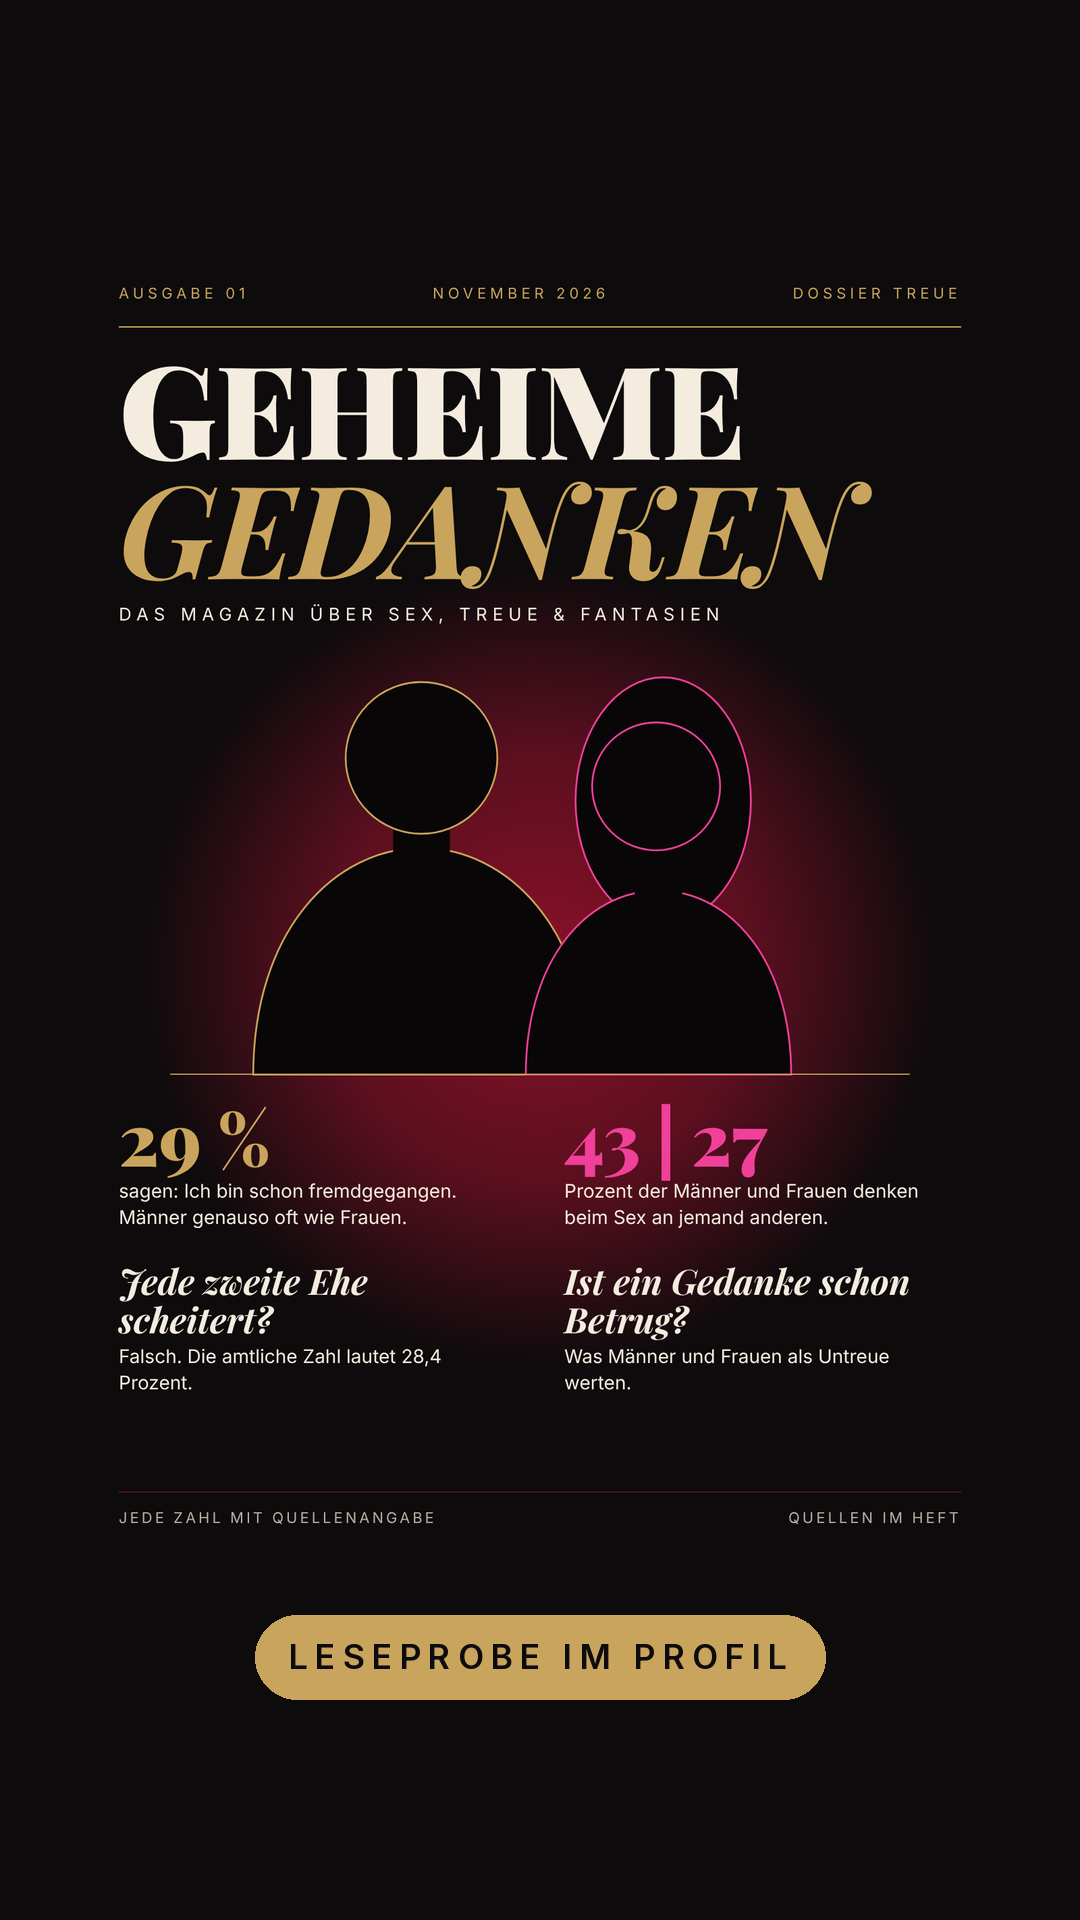 AUSGABE 01
NOVEMBER 2026
DOSSIER TREUE
GEHEIME
GEDANKEN
DAS MAGAZIN ÜBER SEX, TREUE & FANTASIEN
29 %
sagen: Ich bin schon fremdgegangen.
Männer genauso oft wie Frauen.
43 | 27
Prozent der Männer und Frauen denken
beim Sex an jemand anderen.
Jede zweite Ehe
scheitert?
Falsch. Die amtliche Zahl lautet 28,4
Prozent.
Ist ein Gedanke schon
Betrug?
Was Männer und Frauen als Untreue
werten.
JEDE ZAHL MIT QUELLENANGABE
QUELLEN IM HEFT
LESEPROBE IM PROFIL